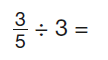 3/5 ÷ 3 =